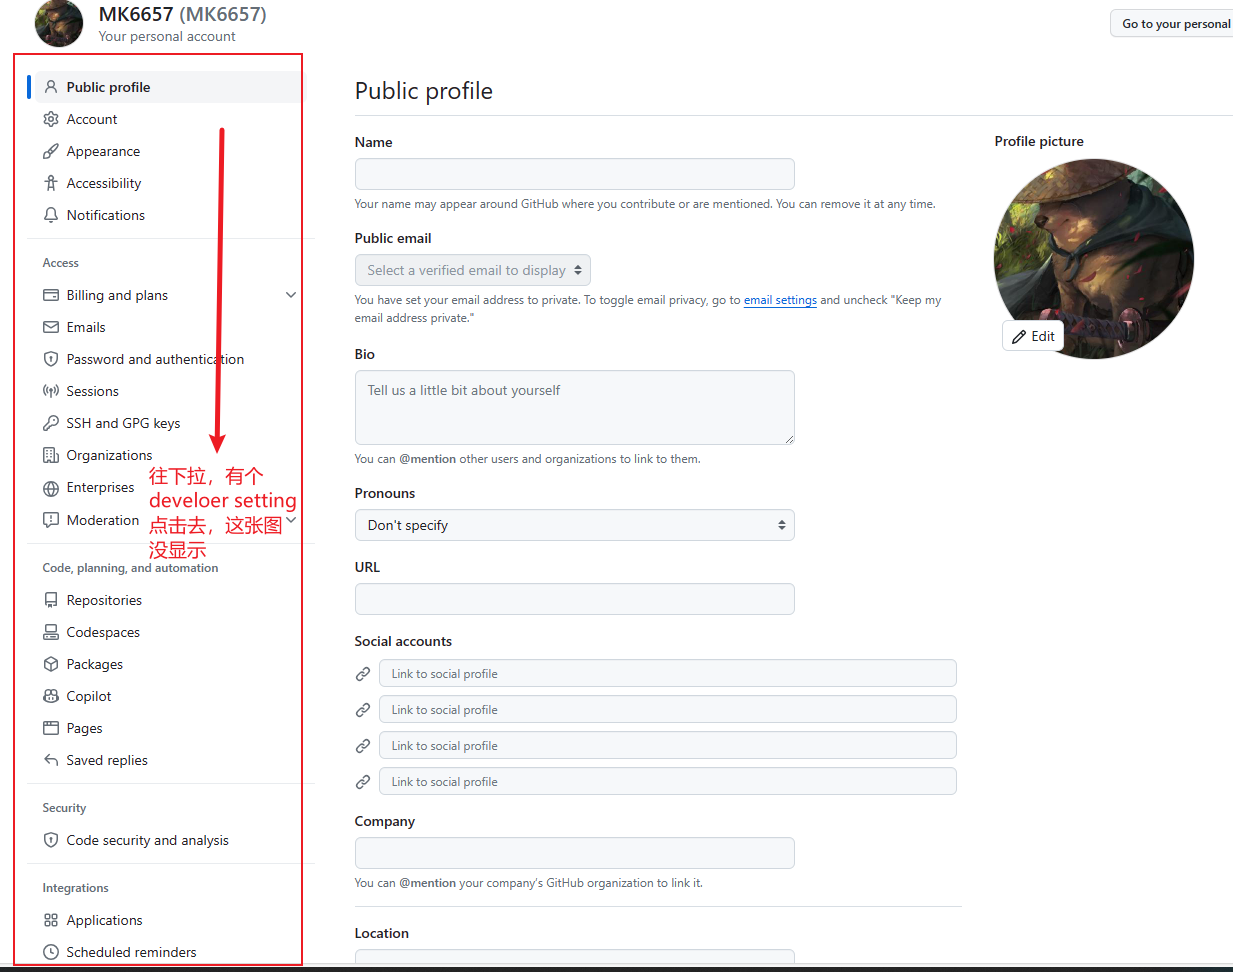 MK6657 (MK6657)
Your personal account
Go to your personal
Public profile
Account
Appearance
Accessibility
Notifications
Access
Billing and plans
Emails
Password and authentication
Sessions
SSH and GPG keys
Organizations
Enterprises
Moderation
往下拉，有个
develoer setting
点击去，这张图
没显示
Code, planning, and automation
Repositories
Codespaces
Packages
Copilot
Pages
Saved replies
Security
Code security and analysis
Integrations
Applications
Scheduled reminders
Public profile
Name
Your name may appear around GitHub where you contribute or are mentioned. You can remove it at any time.
Public email
Select a verified email to display
You have set your email address to private. To toggle email privacy, go to email settings and uncheck "Keep my
email address private."
Bio
Tell us a little bit about yourself
You can @mention other users and organizations to link to them.
Pronouns
Don't specify
URL
Social accounts
Link to social profile
Link to social profile
Link to social profile
Link to social profile
Company
You can @mention your company's GitHub organization to link it.
Location
Profile picture
Edit